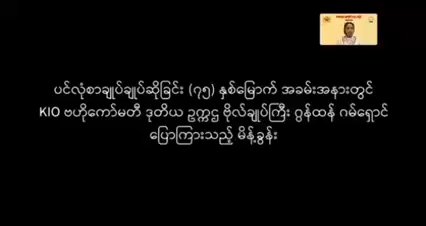 ပင်လုံစာချုပ်ချုပ်ဆိုခြင်း (၇၅) နှစ်မြောက် အခမ်းအနားတွင်
KIO ဗဟိုကော်မတီ ဒုတိယ ဥက္ကဌ ဗိုလ်ချုပ်ကြီး ဂွန်ထန် ဂမ်ရှောင်
ပြောကြားသည့် မိန့်ခွန်း